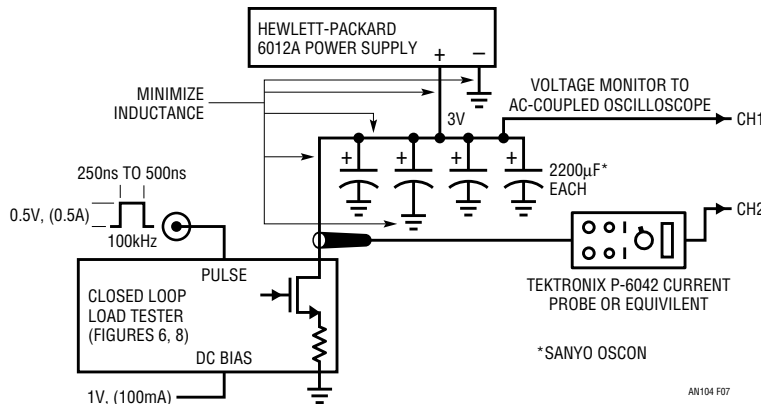 HEWLETT-PACKARD
6012A POWER SUPPLY
+ −
MINIMIZE
INDUCTANCE
VOLTAGE MONITOR TO
AC-COUPLED OSCILLOSCOPE
CH1
3V
250ns TO 500ns
+ + + +
2200µF*
EACH
0.5V, (0.5A)
100kHz
CH2
PULSE
CLOSED LOOP
LOAD TESTER
(FIGURES 6, 8)
TEKTRONIX P-6042 CURRENT
PROBE OR EQUIVILENT
DC BIAS
*SANYO OSCON
1V, (100mA)
AN104 F07